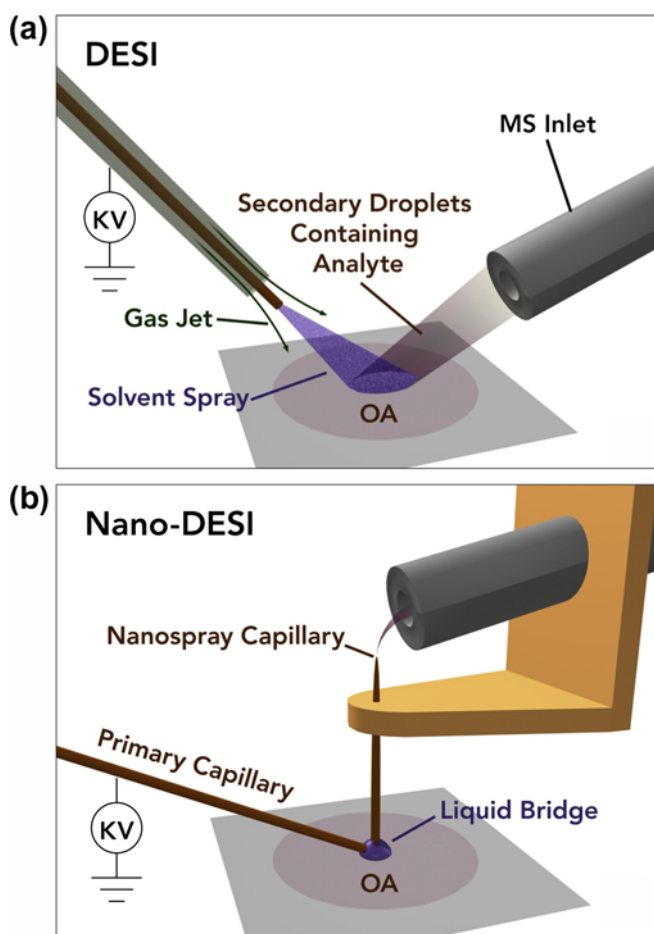 (a)
DESI
MS Inlet
KV
Secondary Droplets
Containing
Analyte
Gas Jet
Solvent Spray
OA
(b)
Nano-DESI
Nanospray Capillary
Primary Capillary
KV
Liquid Bridge
OA